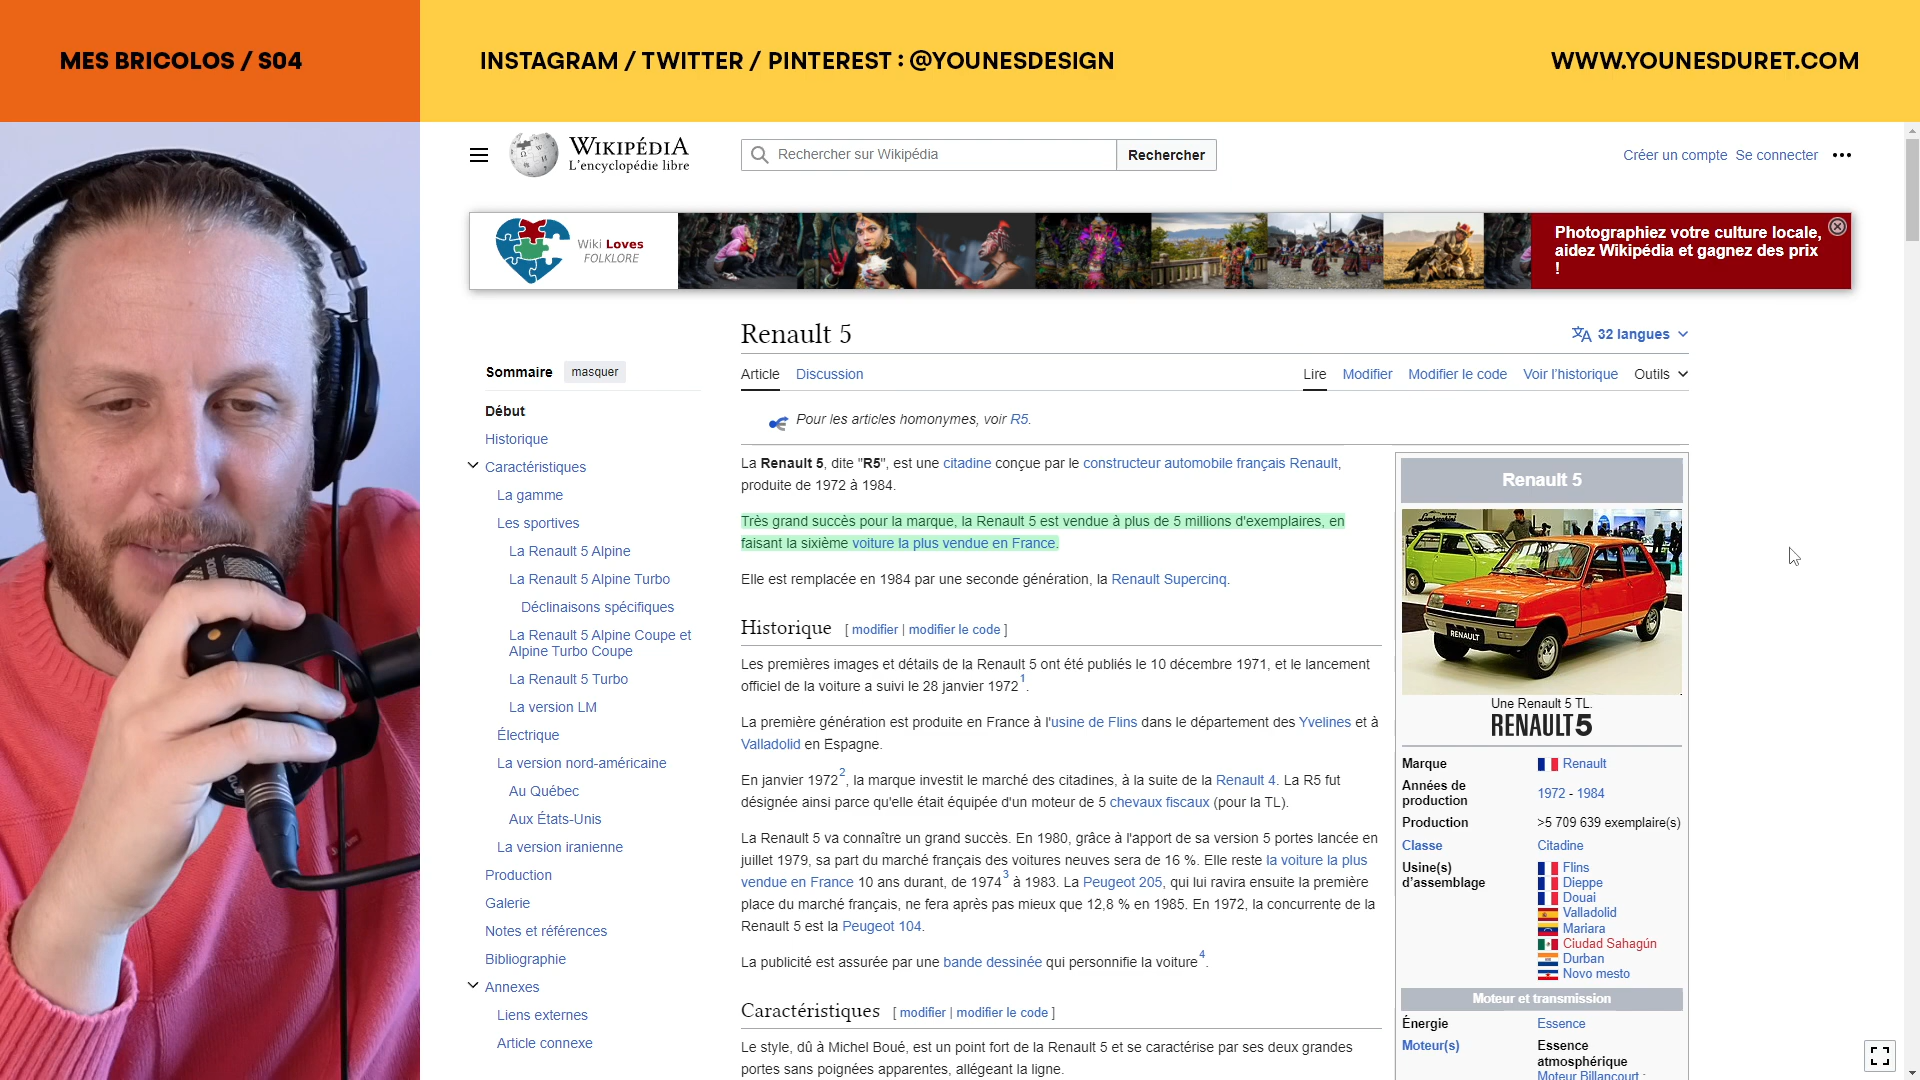 MES BRICOLOS / S04
INSTAGRAM / TWITTER / PINTEREST : @YOUNESDESIGN
WWW.YOUNESDURET.COM
WIKIPÉDIA
L'encyclopédie libre
Rechercher sur Wikipédia
Rechercher
Créer un compte Se connecter
Wiki Loves
FOLKLORE
Photographiez votre culture locale,
aidez Wikipédia et gagnez des prix
!
Renault 5
32 langues
Article Discussion
Lire Modifier Modifier le code Voir l'historique Outils
Sommaire masquer
Début
Historique
Caractéristiques
La gamme
Les sportives
La Renault 5 Alpine
La Renault 5 Alpine Turbo
Déclinaisons spécifiques
La Renault 5 Alpine Coupe et
Alpine Turbo Coupe
La Renault 5 Turbo
La version LM
Électrique
La version nord-américaine
Au Québec
Aux États-Unis
La version iranienne
Production
Galerie
Notes et références
Bibliographie
Annexes
Liens externes
Article connexe
Pour les articles homonymes, voir R5.
La Renault 5, dite "R5", est une citadine conçue par le constructeur automobile français Renault,
produite de 1972 à 1984.
Très grand succès pour la marque, la Renault 5 est vendue à plus de 5 millions d'exemplaires, en
faisant la sixième voiture la plus vendue en France.
Elle est remplacée en 1984 par une seconde génération, la Renault Supercinq.
Historique [ modifier | modifier le code ]
Les premières images et détails de la Renault 5 ont été publiés le 10 décembre 1971, et le lancement
officiel de la voiture a suivi le 28 janvier 1972 1.
La première génération est produite en France à l'usine de Flins dans le département des Yvelines et à
Valladolid en Espagne.
En janvier 1972 2, la marque investit le marché des citadines, à la suite de la Renault 4. La R5 fut
désignée ainsi parce qu'elle était équipée d'un moteur de 5 chevaux fiscaux (pour la TL).
La Renault 5 va connaître un grand succès. En 1980, grâce à l'apport de sa version 5 portes lancée en
juillet 1979, sa part du marché français des voitures neuves sera de 16 %. Elle reste la voiture la plus
vendue en France 10 ans durant, de 1974 3 à 1983. La Peugeot 205, qui lui ravira ensuite la première
place du marché français, ne fera après pas mieux que 12,8 % en 1985. En 1972, la concurrente de la
Renault 5 est la Peugeot 104.
La publicité est assurée par une bande dessinée qui personnifie la voiture 4.
Caractéristiques [ modifier | modifier le code ]
Le style, dû à Michel Boué, est un point fort de la Renault 5 et se caractérise par ses deux grandes
portes sans poignées apparentes, allégeant la ligne.
Renault 5
Lamborghini
RENAULT
Une Renault 5 TL.
RENAULT 5
Marque Renault
Années de
production 1972 - 1984
Production >5 709 639 exemplaire(s)
Classe Citadine
Usine(s)
d'assemblage
Flins
Dieppe
Douai
Valladolid
Mariara
Ciudad Sahagún
Durban
Novo mesto
Moteur et transmission
Énergie Essence
Moteur(s) Essence
atmosphérique
Moteur Billancourt :